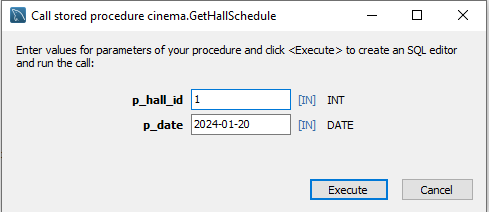 Call stored procedure cinema.GetHallSchedule
Enter values for parameters of your procedure and click <Execute> to create an SQL editor
and run the call:
p_hall_id 1 [IN] INT
p_date 2024-01-20 [IN] DATE
Execute Cancel